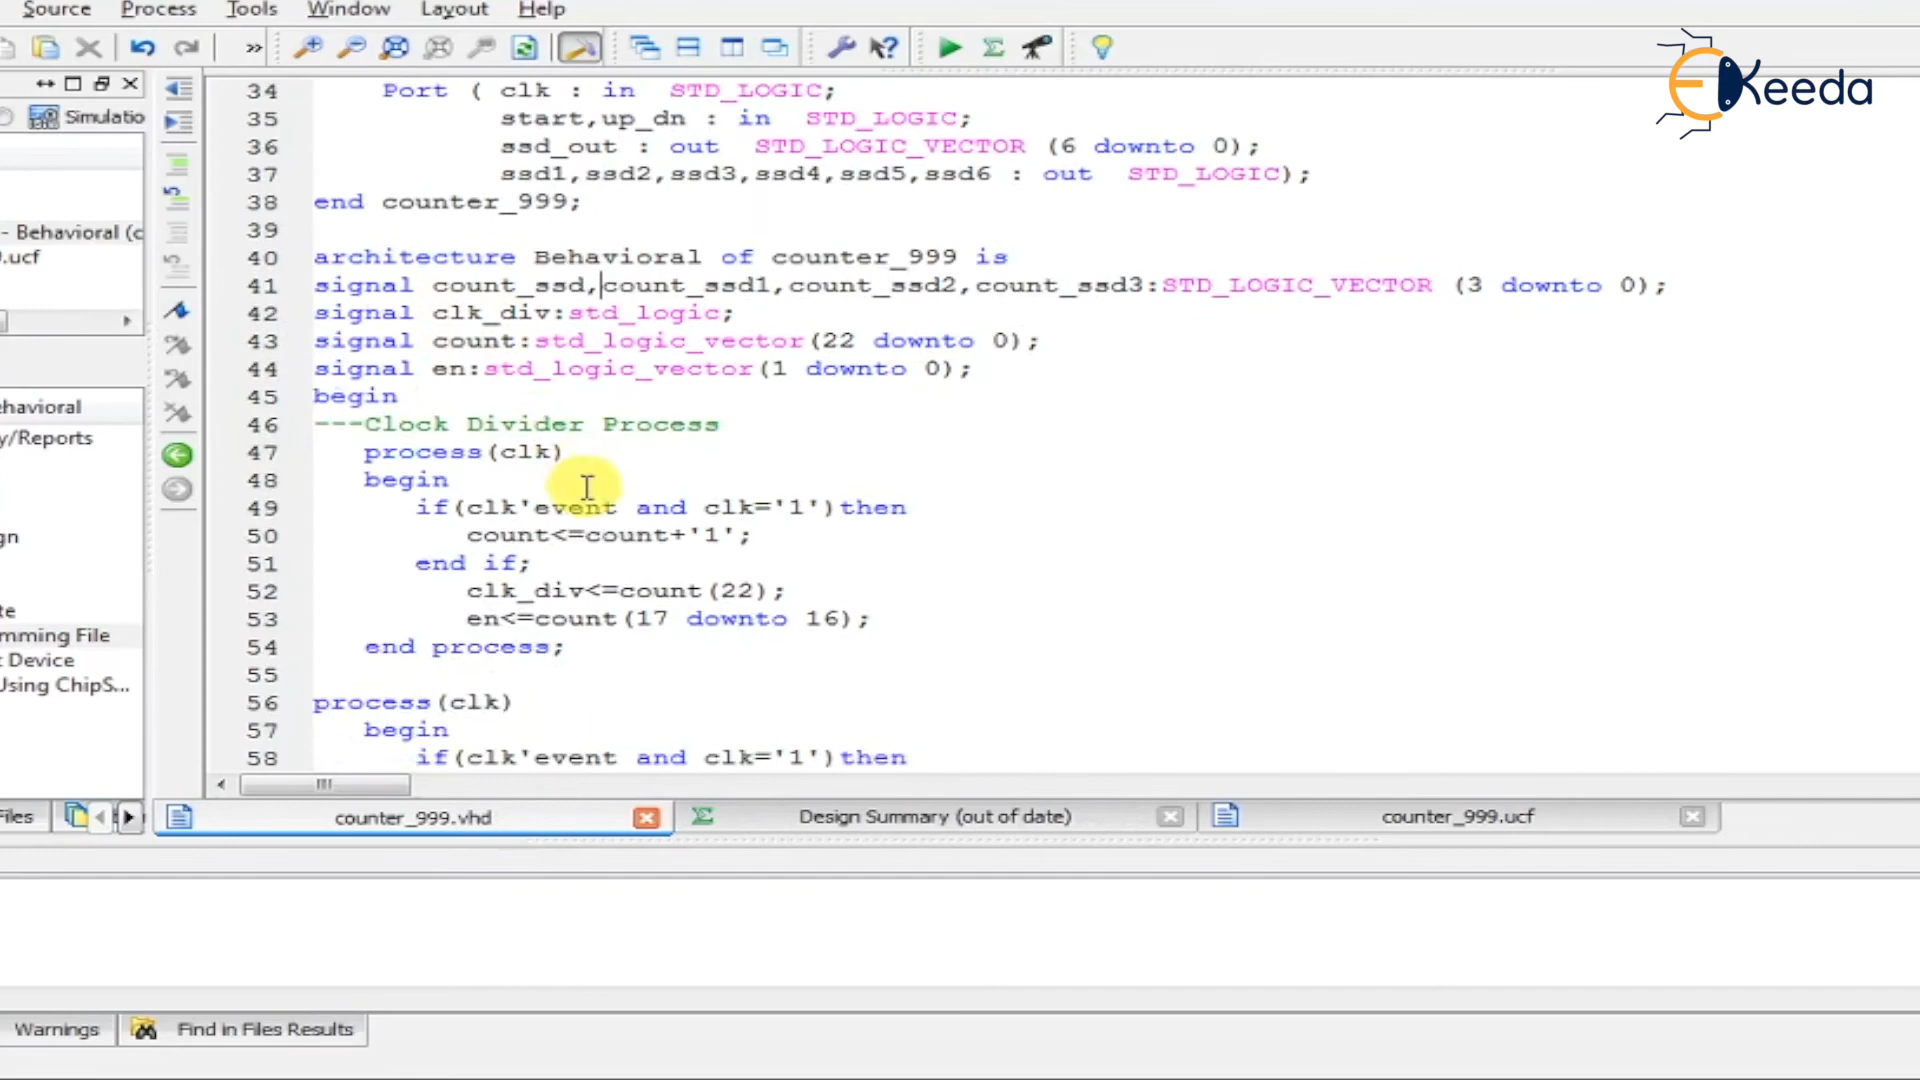 Source Process Tools Window Layout Help
»
EKeeda
Simulatio
- Behavioral (c
.ucf
ehavioral
y/Reports
gn
te
mming File
t Device
Using ChipS...
34 Port ( clk : in STD_LOGIC;
35 start,up_dn : in STD_LOGIC;
36 ssd_out : out STD_LOGIC_VECTOR (6 downto 0);
37 ssd1,ssd2,ssd3,ssd4,ssd5,ssd6 : out STD_LOGIC);
38 end counter_999;
39
40 architecture Behavioral of counter_999 is
41 signal count_ssd,count_ssd1,count_ssd2,count_ssd3:STD_LOGIC_VECTOR (3 downto 0);
42 signal clk_div:std_logic;
43 signal count:std_logic_vector(22 downto 0);
44 signal en:std_logic_vector(1 downto 0);
45 begin
46 ---Clock Divider Process
47 process(clk)
48 begin
49 if(clk'event and clk='1')then
50 count<=count+'1';
51 end if;
52 clk_div<=count(22);
53 en<=count(17 downto 16);
54 end process;
55
56 process(clk)
57 begin
58 if(clk'event and clk='1')then
Files counter_999.vhd Design Summary (out of date) counter_999.ucf
Warnings Find in Files Results